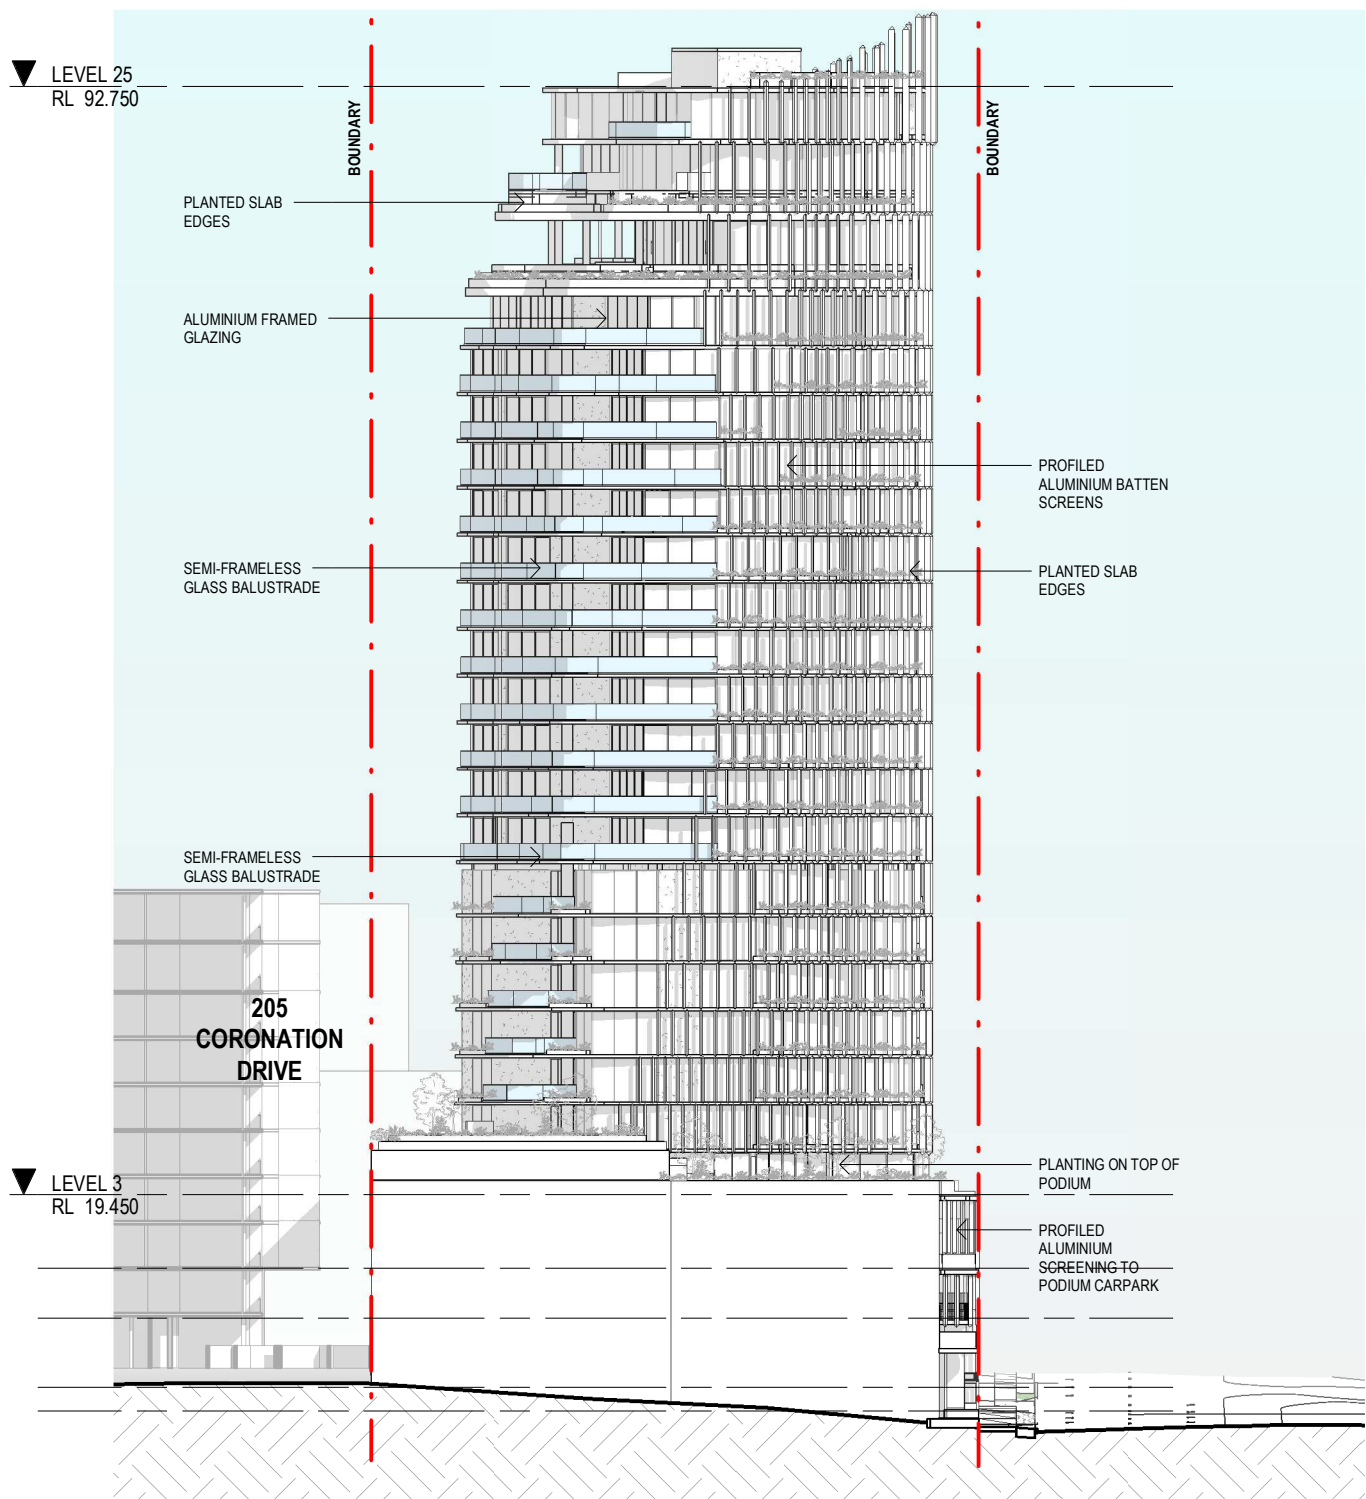 LEVEL 25
RL 92.750
BOUNDARY
BOUNDARY
PLANTED SLAB
EDGES
ALUMINIUM FRAMED
GLAZING
PROFILED
ALUMINIUM BATTEN
SCREENS
SEMI-FRAMELESS
GLASS BALUSTRADE
PLANTED SLAB
EDGES
SEMI-FRAMELESS
GLASS BALUSTRADE
205
CORONATION
DRIVE
PLANTING ON TOP OF
PODIUM
LEVEL 3
RL 19.450
PROFILED
ALUMINIUM
SCREENING TO
PODIUM CARPARK